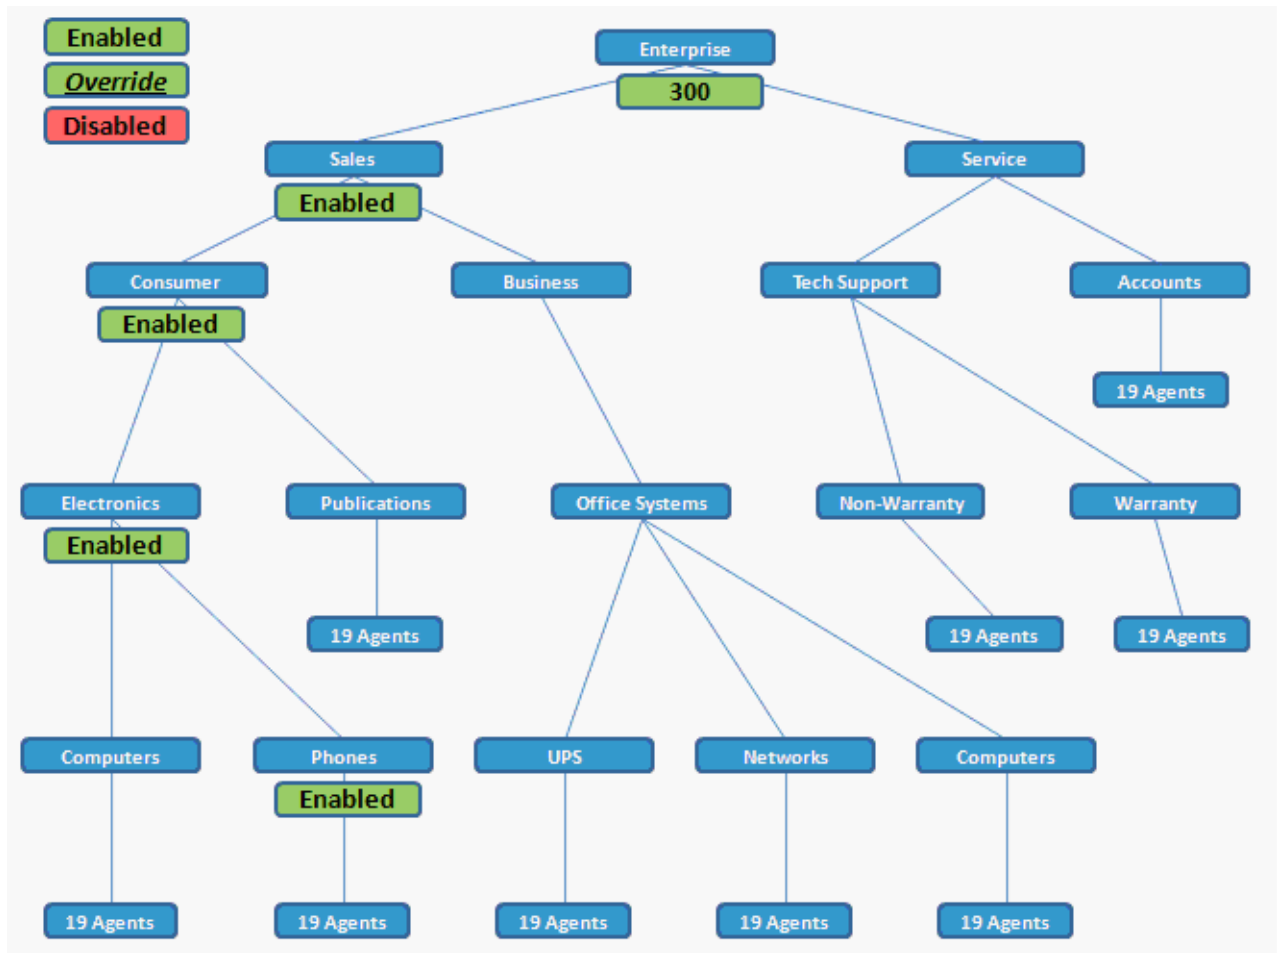 Enabled
Override
Disabled
Enterprise
300
Sales
Service
Enabled
Consumer
Business
Tech Support
Accounts
Enabled
19 Agents
Electronics
Publications
Office Systems
Non-Warranty
Warranty
Enabled
19 Agents
19 Agents
19 Agents
Computers
Phones
UPS
Networks
Computers
Enabled
19 Agents
19 Agents
19 Agents
19 Agents
19 Agents